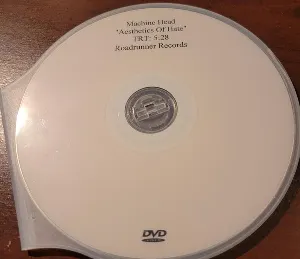 Machine Head
"Aesthetics Of Hate"
TRT: 5:28
Roadrunner Records
DVD